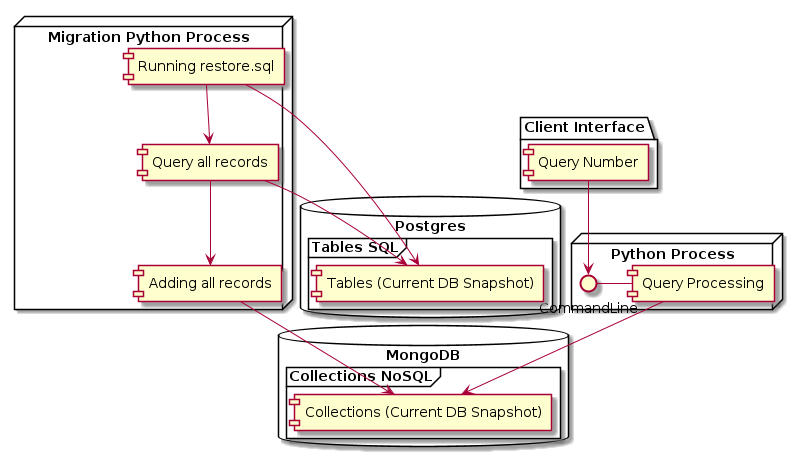 Migration Python Process
Running restore.sql
Query all records
Adding all records
Client Interface
Query Number
Postgres
Tables SQL
Tables (Current DB Snapshot)
Python Process
Query Processing
CommandLine
MongoDB
Collections NoSQL
Collections (Current DB Snapshot)